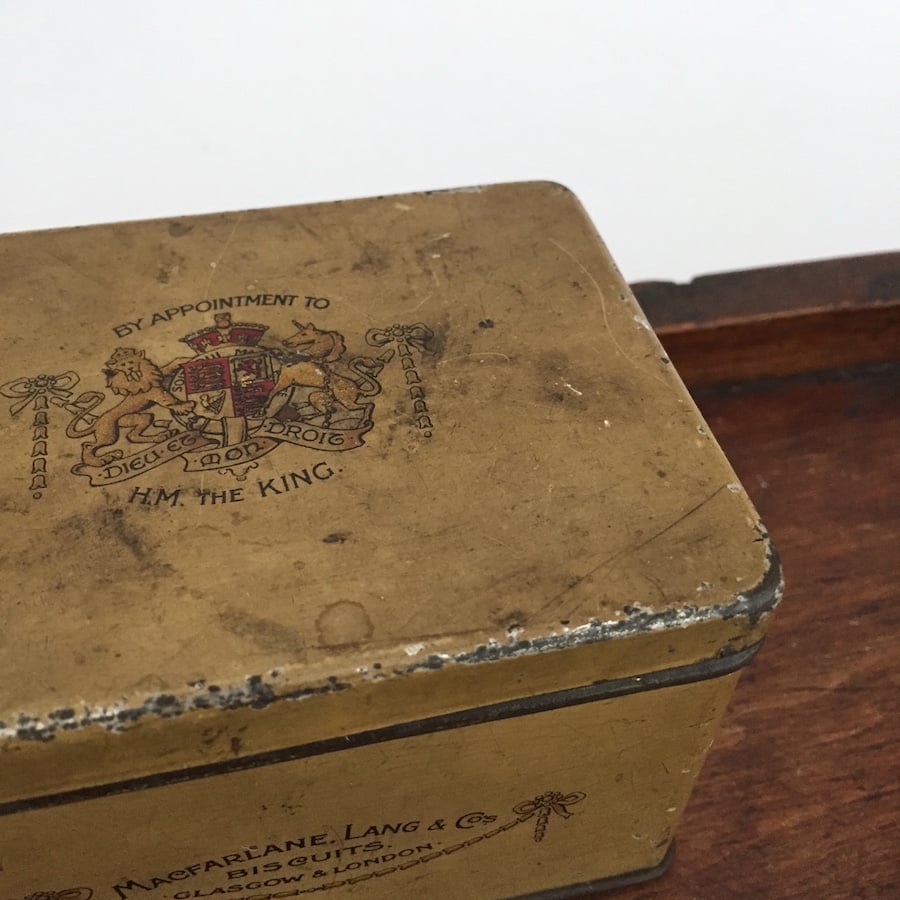 BY APPOINTMENT TO
DIEU · ET · MON · DROIT
H.M. THE KING.
MACFARLANE, LANG & CO'S
BISCUITS.
GLASGOW & LONDON.